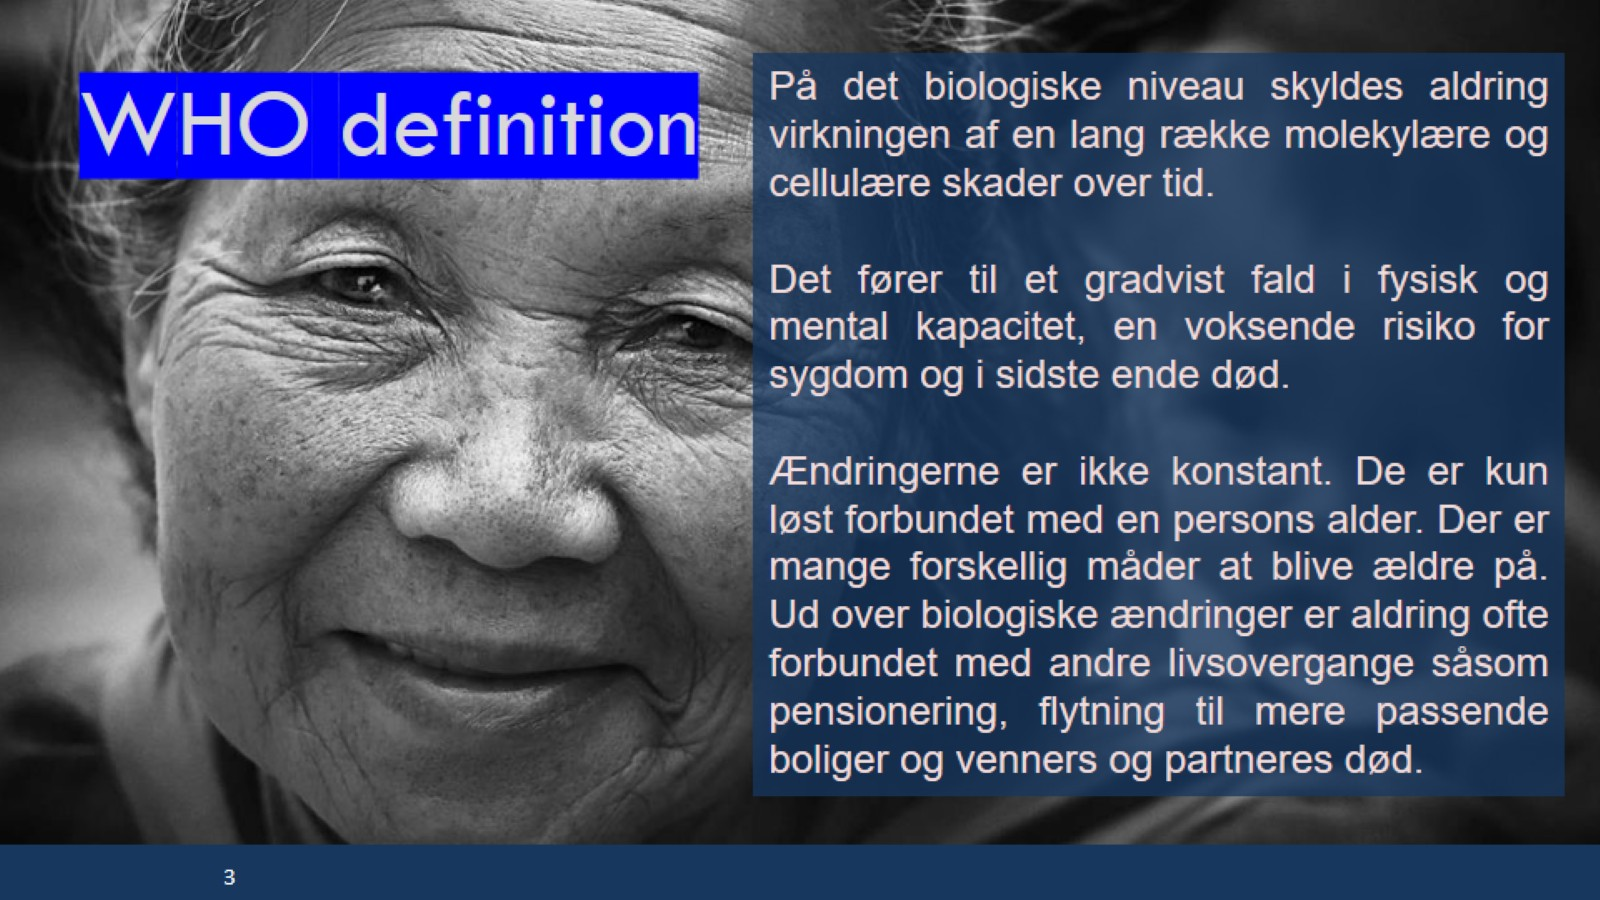 WHO definition
På det biologiske niveau skyldes aldring
virkningen af en lang række molekylære og
cellulære skader over tid.
Det fører til et gradvist fald i fysisk og
mental kapacitet, en voksende risiko for
sygdom og i sidste ende død.
Ændringerne er ikke konstant. De er kun
løst forbundet med en persons alder. Der er
mange forskellig måder at blive ældre på.
Ud over biologiske ændringer er aldring ofte
forbundet med andre livsovergange såsom
pensionering, flytning til mere passende
boliger og venners og partneres død.
3